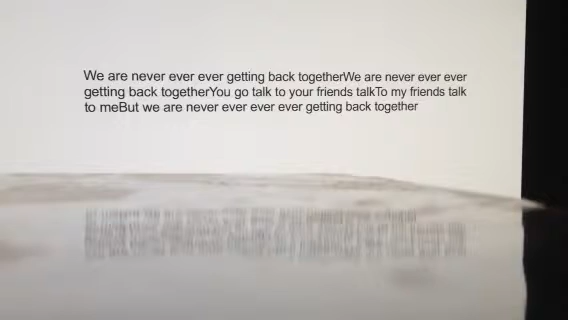 We are never ever ever getting back togetherWe are never ever ever
getting back togetherYou go talk to your friends talkTo my friends talk
to meBut we are never ever ever ever getting back together